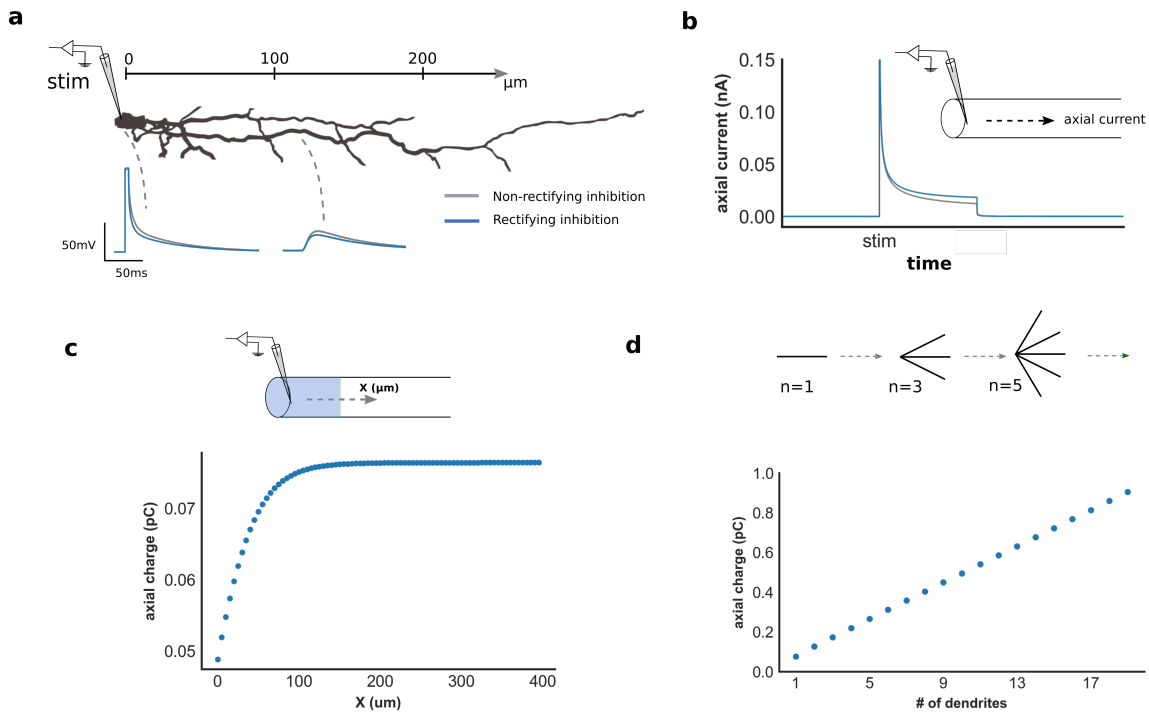 a
stim
0
100
200
μm
Non-rectifying inhibition
Rectifying inhibition
50mV
50ms
b
axial current (nA)
0.15
0.10
0.05
0.00
axial current
stim
time
c
X (μm)
axial charge (pC)
0.07
0.06
0.05
0
100
200
300
400
X (um)
d
n=1
n=3
n=5
axial charge (pC)
1.0
0.8
0.6
0.4
0.2
0.0
1
5
9
13
17
# of dendrites